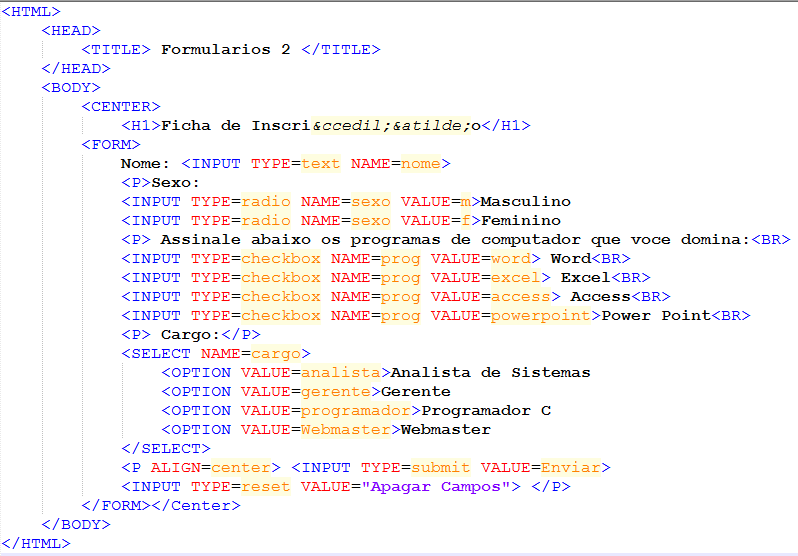 <HTML>
<HEAD>
<TITLE> Formularios 2 </TITLE>
</HEAD>
<BODY>
<CENTER>
<H1>Ficha de Inscri&ccedil;&atilde;o</H1>
<FORM>
Nome: <INPUT TYPE=text NAME=nome>
<P>Sexo:
<INPUT TYPE=radio NAME=sexo VALUE=m>Masculino
<INPUT TYPE=radio NAME=sexo VALUE=f>Feminino
<P> Assinale abaixo os programas de computador que voce domina:<BR>
<INPUT TYPE=checkbox NAME=prog VALUE=word> Word<BR>
<INPUT TYPE=checkbox NAME=prog VALUE=excel> Excel<BR>
<INPUT TYPE=checkbox NAME=prog VALUE=access> Access<BR>
<INPUT TYPE=checkbox NAME=prog VALUE=powerpoint>Power Point<BR>
<P> Cargo:</P>
<SELECT NAME=cargo>
<OPTION VALUE=analista>Analista de Sistemas
<OPTION VALUE=gerente>Gerente
<OPTION VALUE=programador>Programador C
<OPTION VALUE=Webmaster>Webmaster
</SELECT>
<P ALIGN=center> <INPUT TYPE=submit VALUE=Enviar>
<INPUT TYPE=reset VALUE="Apagar Campos"> </P>
</FORM></Center>
</BODY>
</HTML>